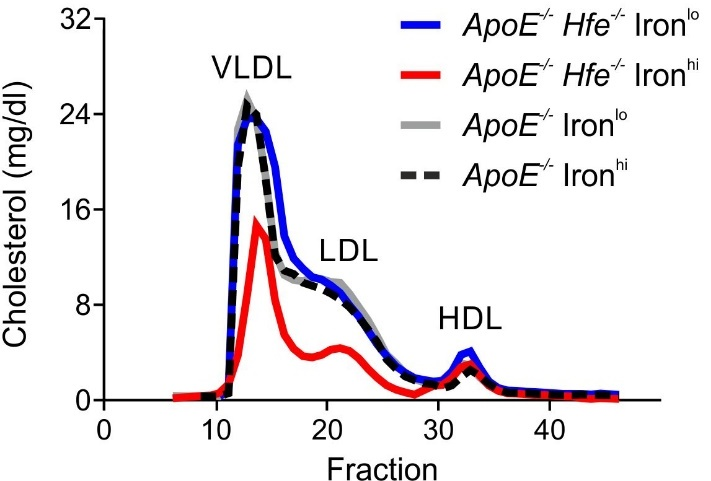 ApoE-/- Hfe-/- Ironlo
ApoE-/- Hfe-/- Ironhi
ApoE-/- Ironlo
ApoE-/- Ironhi
VLDL
LDL
HDL
Cholesterol (mg/dl)
32
24
16
8
0
0 10 20 30 40
Fraction